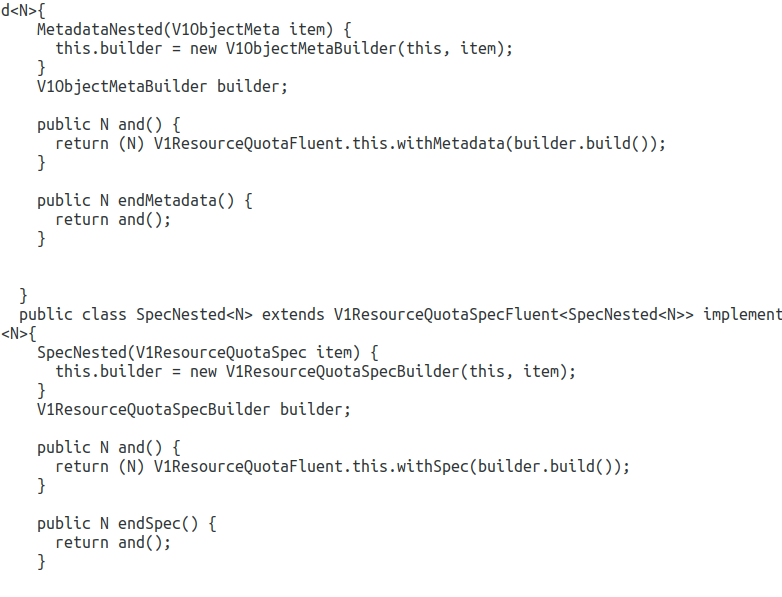 d<N>{
    MetadataNested(V1ObjectMeta item) {
      this.builder = new V1ObjectMetaBuilder(this, item);
    }
    V1ObjectMetaBuilder builder;

    public N and() {
      return (N) V1ResourceQuotaFluent.this.withMetadata(builder.build());
    }

    public N endMetadata() {
      return and();
    }


  }
  public class SpecNested<N> extends V1ResourceQuotaSpecFluent<SpecNested<N>> implement
<N>{
    SpecNested(V1ResourceQuotaSpec item) {
      this.builder = new V1ResourceQuotaSpecBuilder(this, item);
    }
    V1ResourceQuotaSpecBuilder builder;

    public N and() {
      return (N) V1ResourceQuotaFluent.this.withSpec(builder.build());
    }

    public N endSpec() {
      return and();
    }